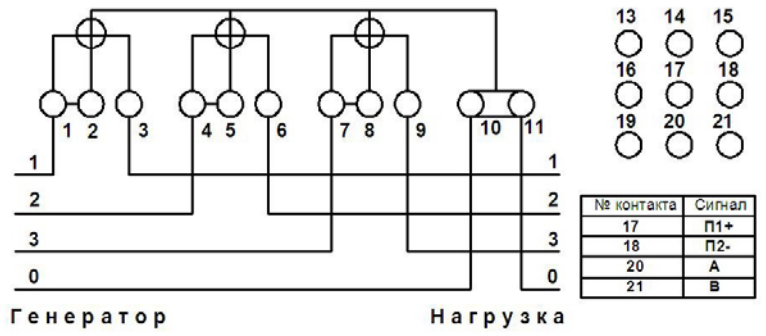 13 14 15
16 17 18
19 20 21
1 2 3 4 5 6 7 8 9 10 11
1 1
2 2
3 3
0 0
Генератор Нагрузка
№ контакта Сигнал
17 П1+
18 П2-
20 А
21 В